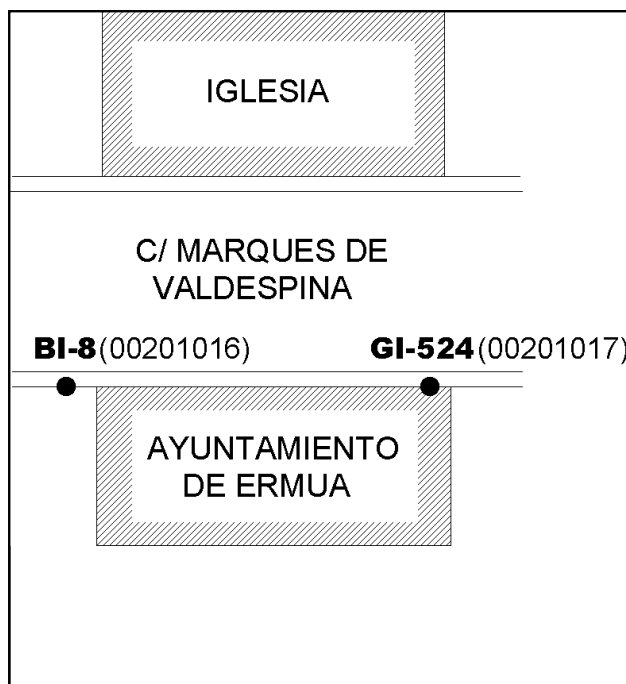 IGLESIA
C/ MARQUES DE
VALDESPINA
BI-8(00201016)
GI-524(00201017)
AYUNTAMIENTO
DE ERMUA